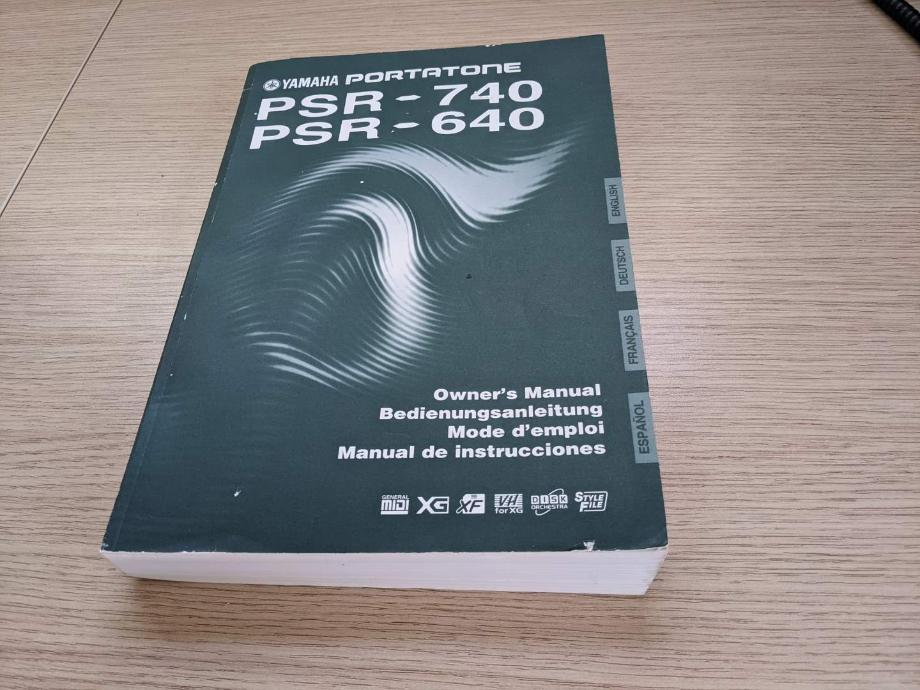 YAMAHA PORTATONE
PSR - 740
PSR - 640
ENGLISH
DEUTSCH
FRANÇAIS
ESPAÑOL
Owner's Manual
Bedienungsanleitung
Mode d'emploi
Manual de instrucciones
GENERAL MIDI
XG
XF
VH for XG
DISK ORCHESTRA
STYLE FILE